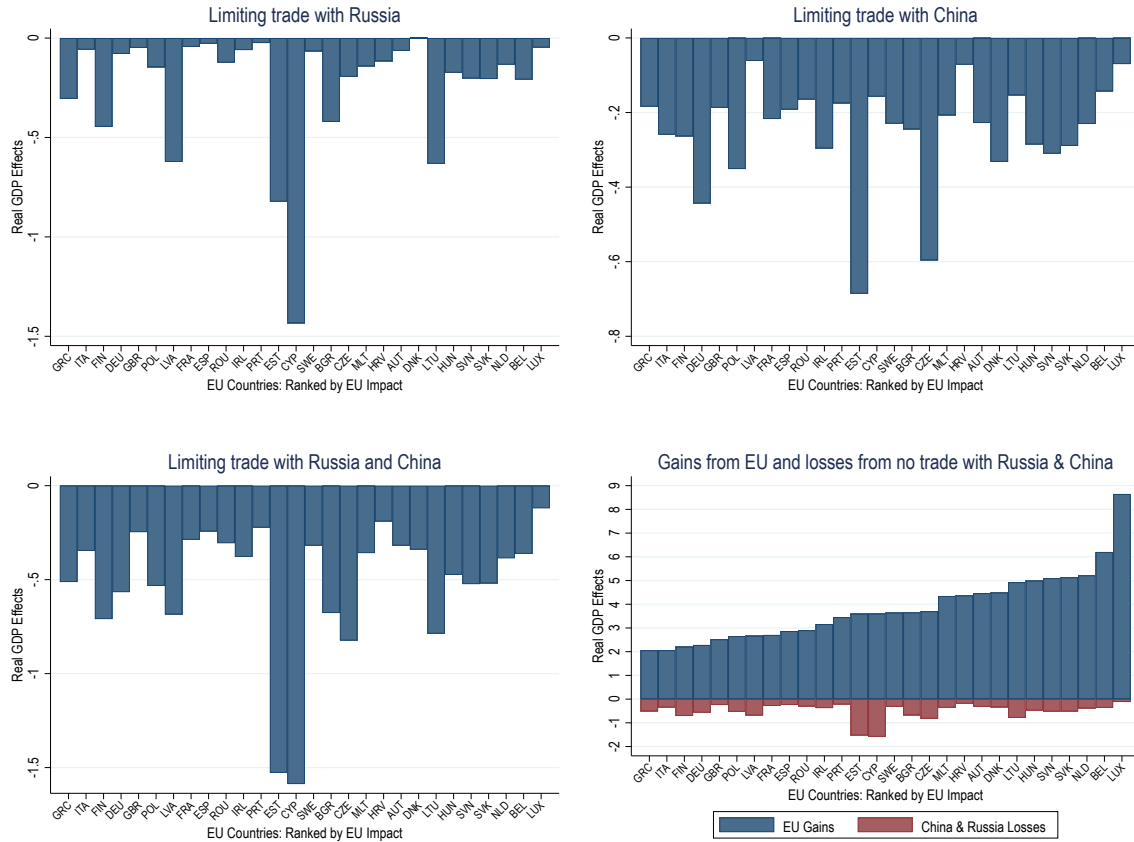 Limiting trade with Russia
Real GDP Effects
0
-.5
-1
-1.5
GRC ITA FIN DEU GBR POL LVA FRA ESP ROU IRL PRT EST CYP SWE BGR CZE MLT HRV AUT DNK LTU HUN SVN SVK NLD BEL LUX
EU Countries: Ranked by EU Impact
Limiting trade with China
Real GDP Effects
0
-.2
-.4
-.6
-.8
GRC ITA FIN DEU GBR POL LVA FRA ESP ROU IRL PRT EST CYP SWE BGR CZE MLT HRV AUT DNK LTU HUN SVN SVK NLD BEL LUX
EU Countries: Ranked by EU Impact
Limiting trade with Russia and China
Real GDP Effects
0
-.5
-1
-1.5
GRC ITA FIN DEU GBR POL LVA FRA ESP ROU IRL PRT EST CYP SWE BGR CZE MLT HRV AUT DNK LTU HUN SVN SVK NLD BEL LUX
EU Countries: Ranked by EU Impact
Gains from EU and losses from no trade with Russia & China
Real GDP Effects
9
8
7
6
5
4
3
2
1
0
-1
-2
GRC ITA FIN DEU GBR POL LVA FRA ESP ROU IRL PRT EST CYP SWE BGR CZE MLT HRV AUT DNK LTU HUN SVN SVK NLD BEL LUX
EU Countries: Ranked by EU Impact
EU Gains
China & Russia Losses